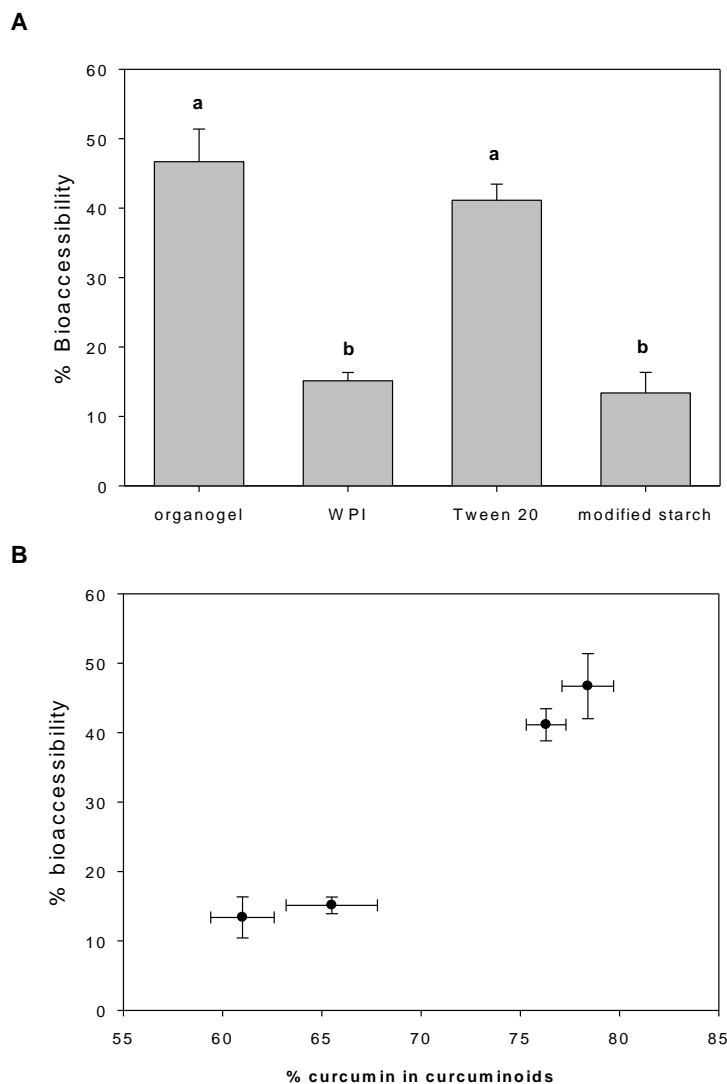 A
60
a
50
a
40
30
20
b
b
10
0
organogel WPI Tween 20 modified starch
% Bioaccessibility
B
60
50
40
30
20
10
0
55 60 65 70 75 80 85
% bioaccessibility
% curcumin in curcuminoids